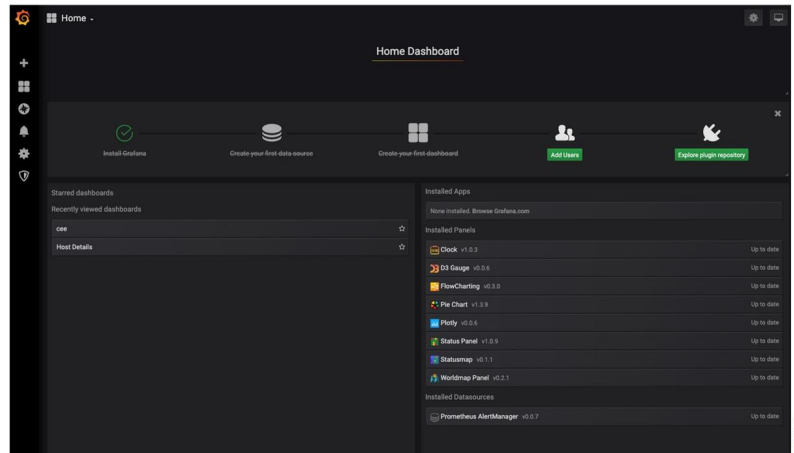 Home
Home Dashboard
Install Grafana
Create your first data source
Create your first dashboard
Add Users
Explore plugin repository
Starred dashboards
Recently viewed dashboards
cee
Host Details
Installed Apps
None installed. Browse Grafana.com
Installed Panels
Clock v1.0.3 Up to date
D3 Gauge v0.0.6 Up to date
FlowCharting v0.3.0 Up to date
Pie Chart v1.3.9 Up to date
Plotly v0.0.6 Up to date
Status Panel v1.0.9 Up to date
Statusmap v0.1.1 Up to date
Worldmap Panel v0.2.1 Up to date
Installed Datasources
Prometheus AlertManager v0.0.7 Up to date